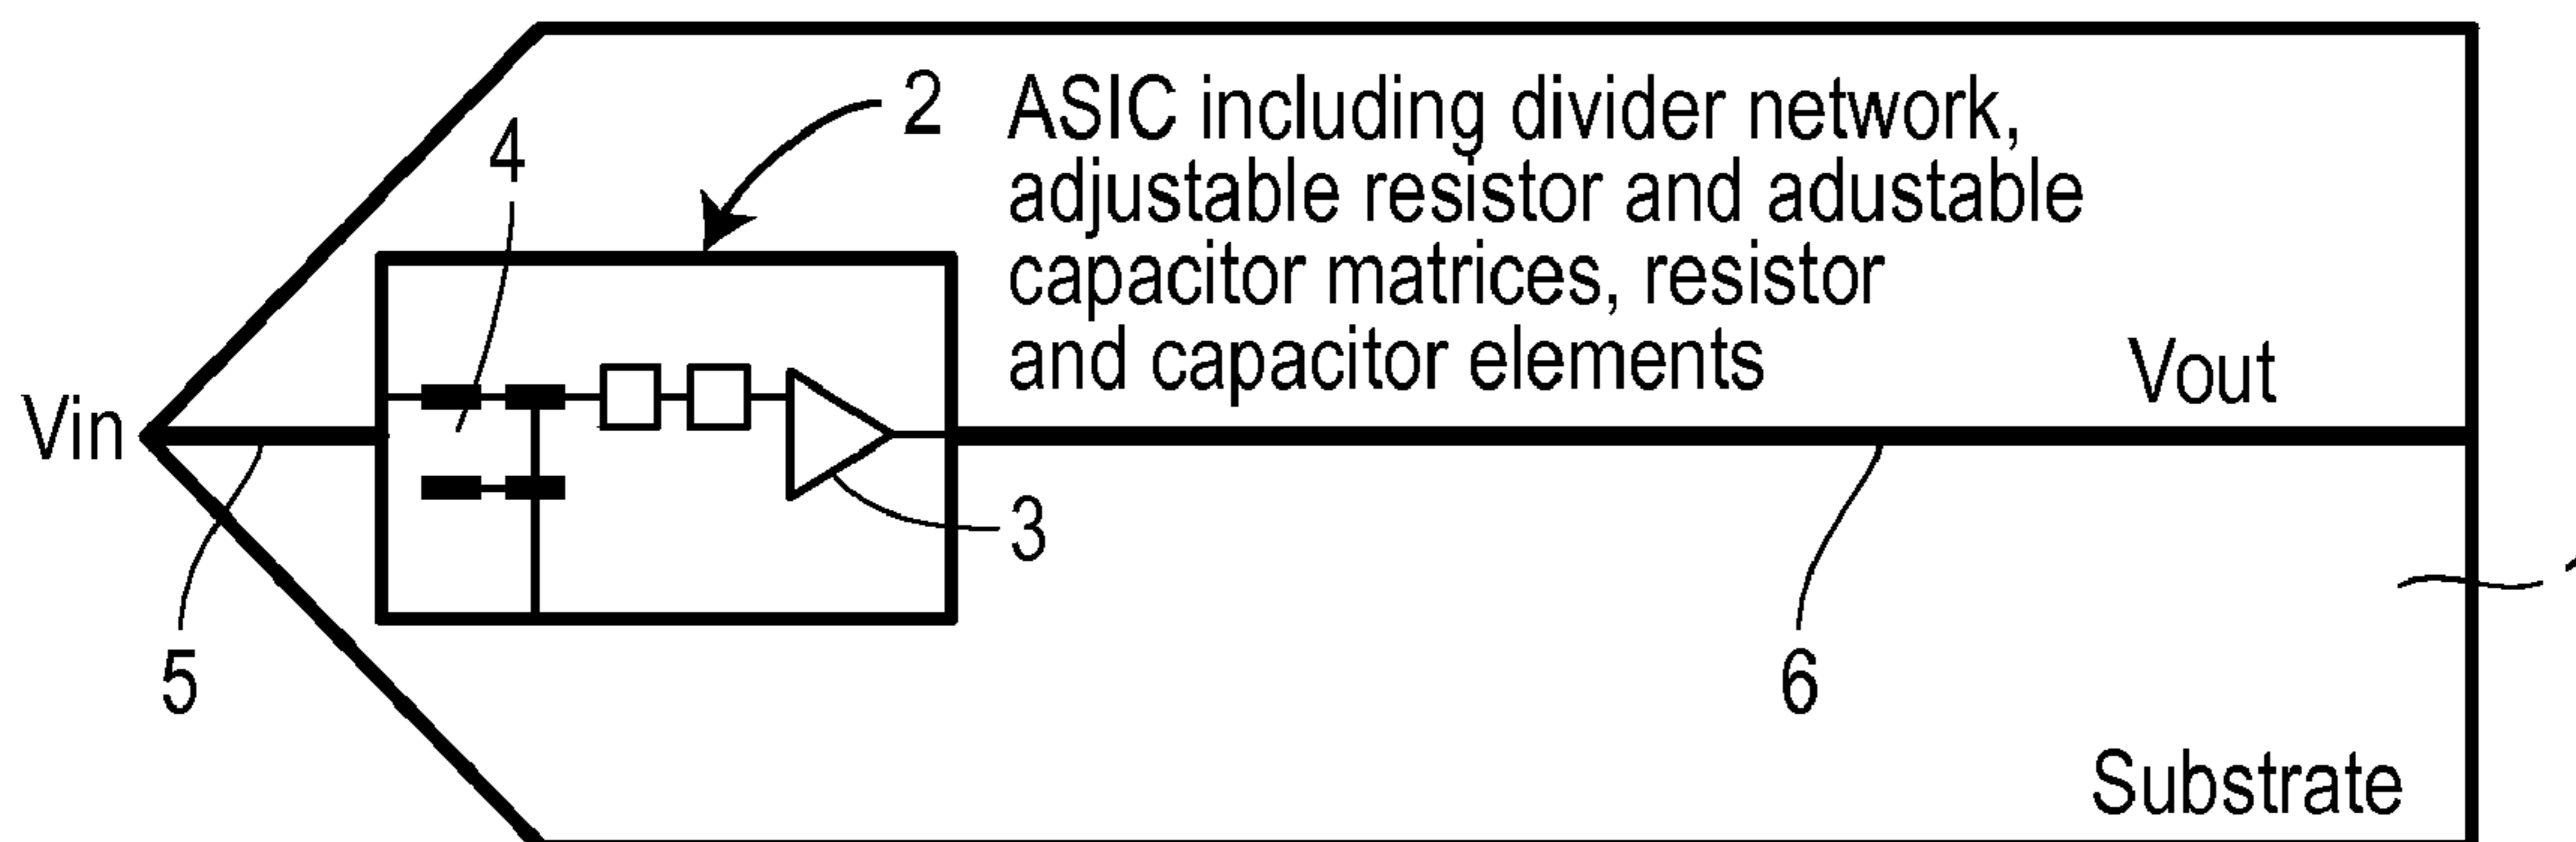 2
ASIC including divider network,
adjustable resistor and adustable
capacitor matrices, resistor
and capacitor elements
4
Vin
Vout
3
5
6
Substrate